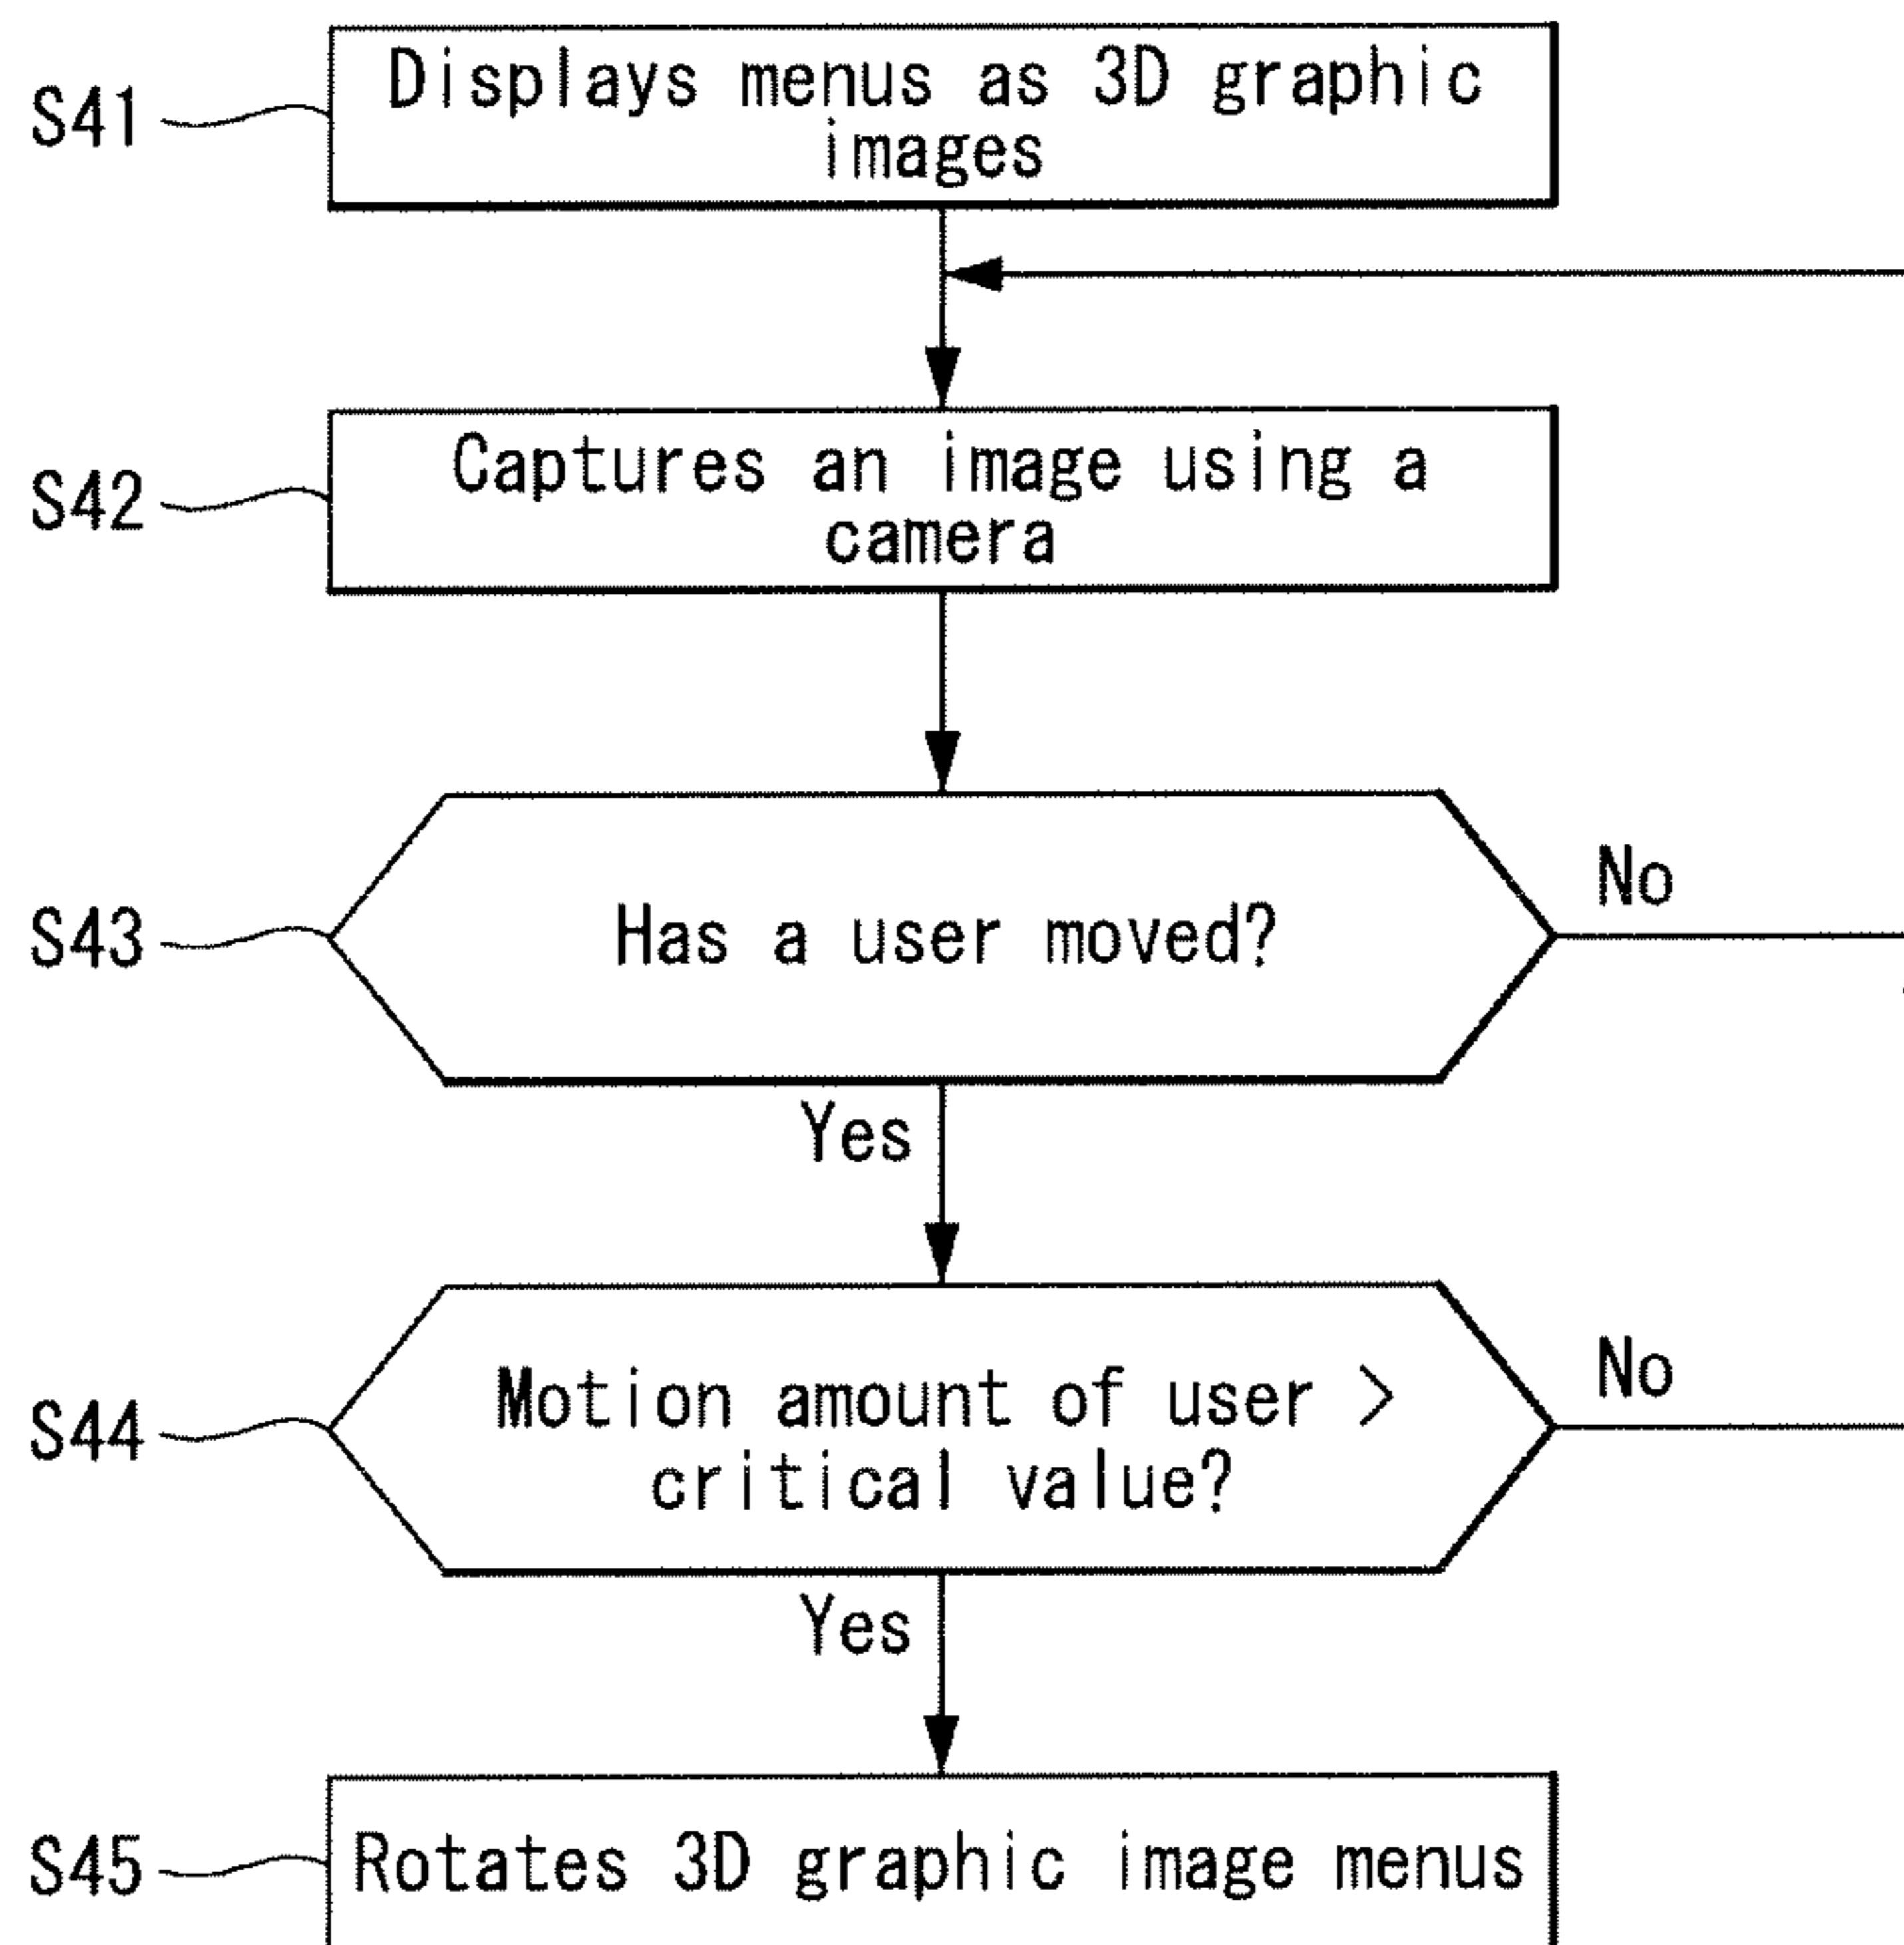 S41
Displays menus as 3D graphic
images
S42
Captures an image using a
camera
S43
Has a user moved?
No
Yes
S44
Motion amount of user >
critical value?
No
Yes
S45
Rotates 3D graphic image menus